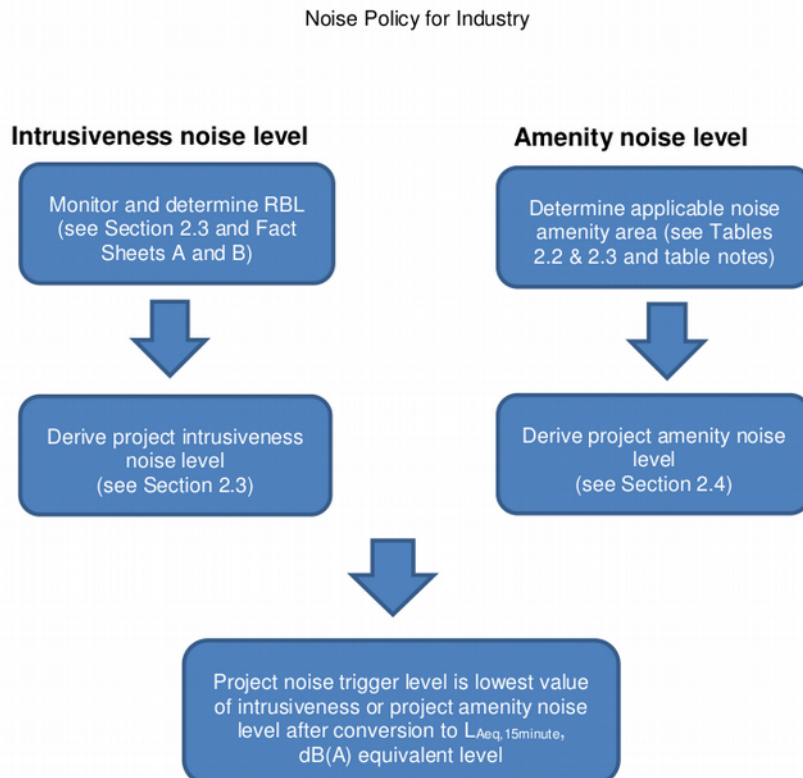 Noise Policy for Industry
Intrusiveness noise level
Monitor and determine RBL
(see Section 2.3 and Fact
Sheets A and B)
Derive project intrusiveness
noise level
(see Section 2.3)
Amenity noise level
Determine applicable noise
amenity area (see Tables
2.2 & 2.3 and table notes)
Derive project amenity noise
level
(see Section 2.4)
Project noise trigger level is lowest value
of intrusiveness or project amenity noise
level after conversion to LAeq,15minute,
dB(A) equivalent level